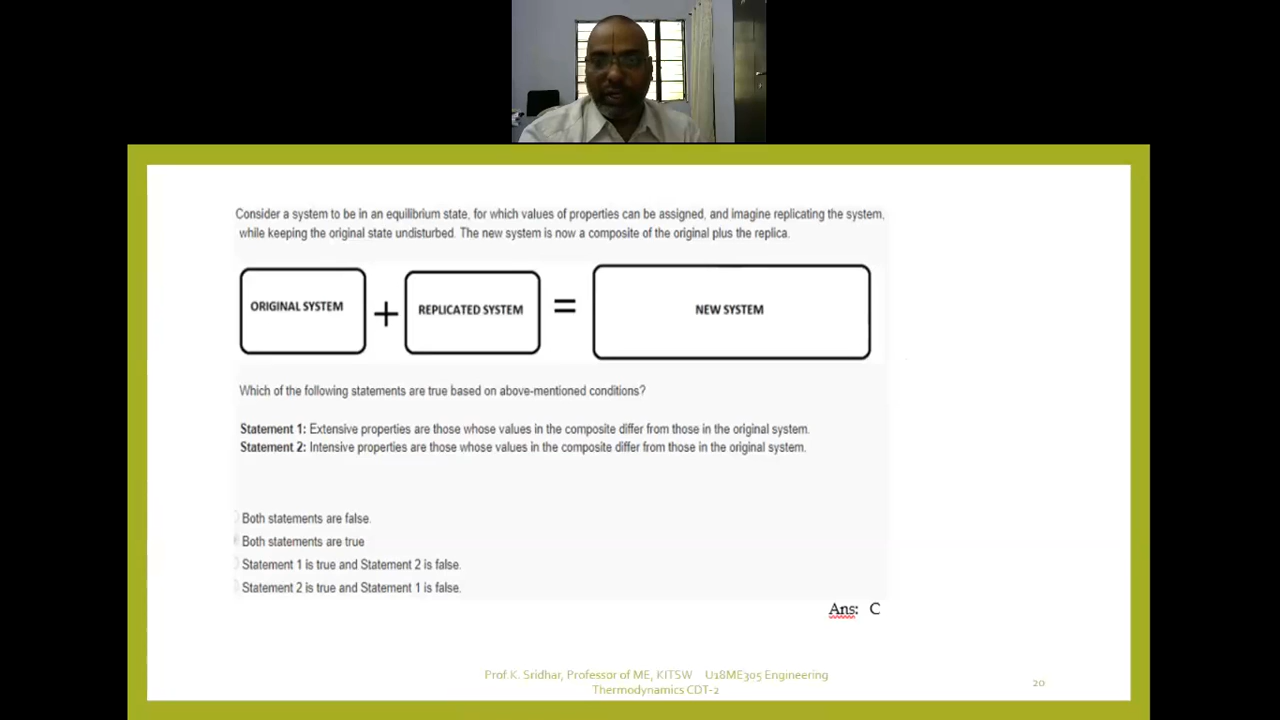 Consider a system to be in an equilibrium state, for which values of properties can be assigned, and imagine replicating the system,
while keeping the original state undisturbed. The new system is now a composite of the original plus the replica.
ORIGINAL SYSTEM + REPLICATED SYSTEM = NEW SYSTEM
Which of the following statements are true based on above-mentioned conditions?
Statement 1: Extensive properties are those whose values in the composite differ from those in the original system.
Statement 2: Intensive properties are those whose values in the composite differ from those in the original system.
Both statements are false.
Both statements are true
Statement 1 is true and Statement 2 is false.
Statement 2 is true and Statement 1 is false.
Ans: C
Prof.K. Sridhar, Professor of ME, KITSW U18ME305 Engineering
Thermodynamics CDT-2
20